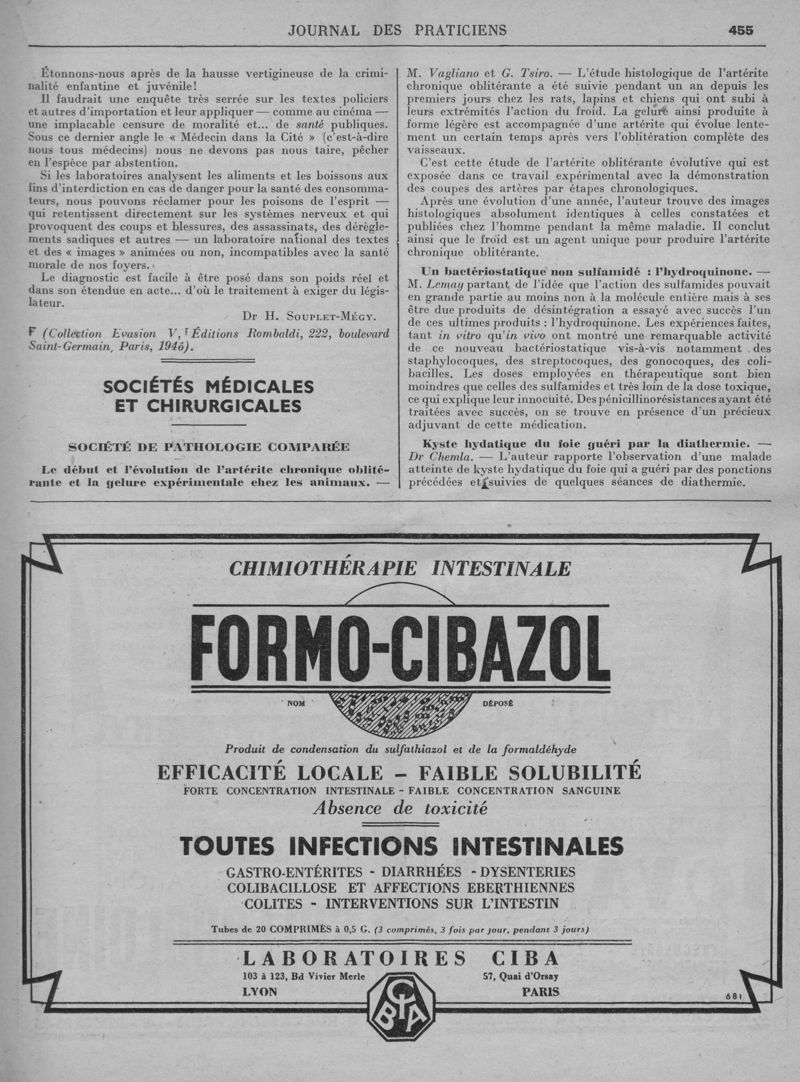 JOURNAL DES PRATICIENS
455
Étonnons-nous après de la hausse vertigineuse de la crimi-
nalité enfantine et juvénile!
Il faudrait une enquête très serrée sur les textes policiers
et autres d'importation et leur appliquer — comme au cinéma —
une implacable censure de moralité et... de santé publiques.
Sous ce dernier angle le « Médecin dans la Cité » (c'est-à-dire
nous tous médecins) nous ne devons pas nous taire, pêcher
en l'espèce par abstention.
Si les laboratoires analysent les aliments et les boissons aux
fins d'interdiction en cas de danger pour la santé des consomma-
teurs, nous pouvons réclamer pour les poisons de l'esprit —
qui retentissent directement sur les systèmes nerveux et qui
provoquent des coups et blessures, des assassinats, des dérègle-
ments sadiques et autres — un laboratoire national des textes
et des « images » animées ou non, incompatibles avec la santé
morale de nos foyers.
Le diagnostic est facile à être posé dans son poids réel et
dans son étendue en acte... d'où le traitement à exiger du légis-
lateur.
Dr H. SOUPLET-MÉGY.
F (Collection Evasion V, Éditions Rombaldi, 222, boulevard
Saint-Germain, Paris, 1946).
SOCIÉTÉS MÉDICALES
ET CHIRURGICALES
SOCIÉTÉ DE PATHOLOGIE COMPARÉE
Le début et l'évolution de l'artérite chronique oblité-
rante et la gelure expérimentale chez les animaux. —
M. Vagliano et G. Tsiro. — L'étude histologique de l'artérite
chronique oblitérante a été suivie pendant un an depuis les
premiers jours chez les rats, lapins et chiens qui ont subi à
leurs extrémités l'action du froid. La gelure ainsi produite à
forme légère est accompagnée d'une artérite qui évolue lente-
ment un certain temps après vers l'oblitération complète des
vaisseaux.
C'est cette étude de l'artérite oblitérante évolutive qui est
exposée dans ce travail expérimental avec la démonstration
des coupes des artères par étapes chronologiques.
Après une évolution d'une année, l'auteur trouve des images
histologiques absolument identiques à celles constatées et
publiées chez l'homme pendant la même maladie. Il conclut
ainsi que le froid est un agent unique pour produire l'artérite
chronique oblitérante.
Un bactériostatique non sulfamidé : l'hydroquinone. —
M. Lemay partant de l'idée que l'action des sulfamides pouvait
en grande partie au moins non à la molécule entière mais à ses
être due produits de désintégration a essayé avec succès l'un
de ces ultimes produits : l'hydroquinone. Les expériences faites,
tant in vitro qu'in vivo ont montré une remarquable activité
de ce nouveau bactériostatique vis-à-vis notamment des
staphylocoques, des streptocoques, des gonocoques, des coli-
bacilles. Les doses employées en thérapeutique sont bien
moindres que celles des sulfamides et très loin de la dose toxique,
ce qui explique leur innocuité. Des pénicillinorésistances ayant été
traitées avec succès, on se trouve en présence d'un précieux
adjuvant de cette médication.
Kyste hydatique du foie guéri par la diathermie. —
Dr Chemla. — L'auteur rapporte l'observation d'une malade
atteinte de kyste hydatique du foie qui a guéri par des ponctions
précédées et suivies de quelques séances de diathermie.
CHIMIOTHÉRAPIE INTESTINALE
FORMO-CIBAZOL
NOM
DÉPOSÉ
Produit de condensation du sulfathiazol et de la formaldéhyde
EFFICACITÉ LOCALE – FAIBLE SOLUBILITÉ
FORTE CONCENTRATION INTESTINALE - FAIBLE CONCENTRATION SANGUINE
Absence de toxicité
TOUTES INFECTIONS INTESTINALES
GASTRO-ENTÉRITES - DIARRHÉES - DYSENTERIES
COLIBACILLOSE ET AFFECTIONS EBERTHIENNES
COLITES - INTERVENTIONS SUR L'INTESTIN
Tubes de 20 COMPRIMÉS à 0,5 G. (3 comprimés, 3 fois par jour, pendant 3 jours)
LABORATOIRES CIBA
103 à 123, Bd Vivier Merle
57, Quai d'Orsay
LYON
PARIS
CIBA
681